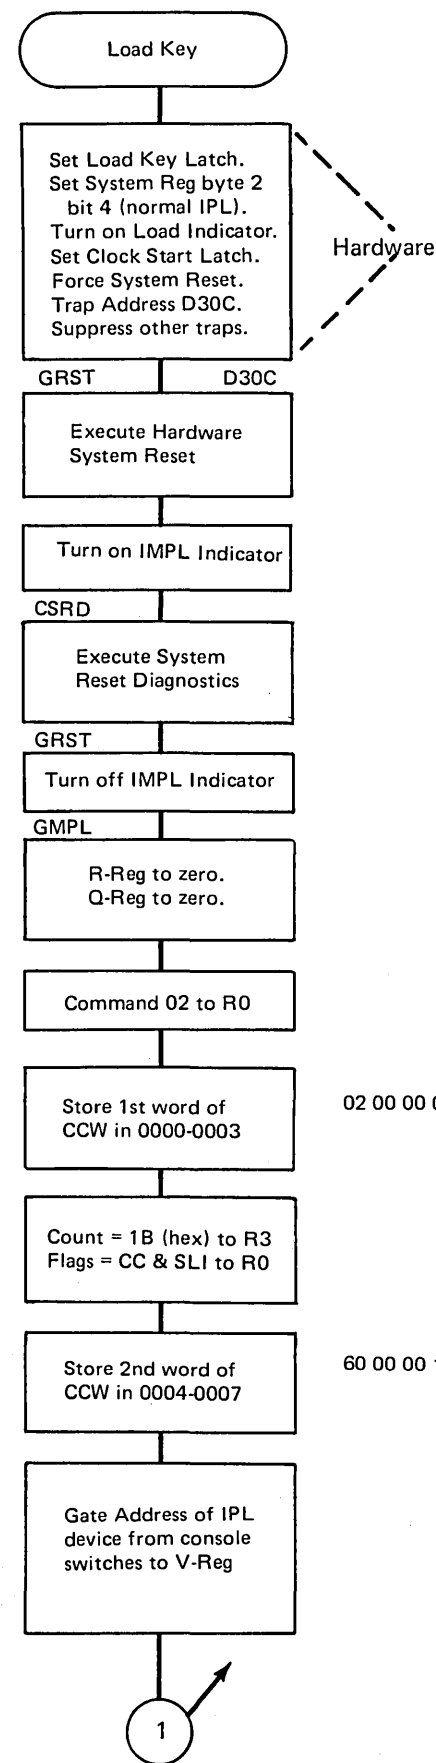 Load Key
Set Load Key Latch.
Set System Reg byte 2
bit 4 (normal IPL).
Turn on Load Indicator.
Set Clock Start Latch.
Force System Reset.
Trap Address D30C.
Suppress other traps.
Hardware
GRST D30C
Execute Hardware
System Reset
Turn on IMPL Indicator
CSRD
Execute System
Reset Diagnostics
GRST
Turn off IMPL Indicator
GMPL
R-Reg to zero.
Q-Reg to zero.
Command 02 to R0
Store 1st word of
CCW in 0000-0003
02 00 00 0
Count = 1B (hex) to R3
Flags = CC & SLI to R0
Store 2nd word of
CCW in 0004-0007
60 00 00 1
Gate Address of IPL
device from console
switches to V-Reg
1